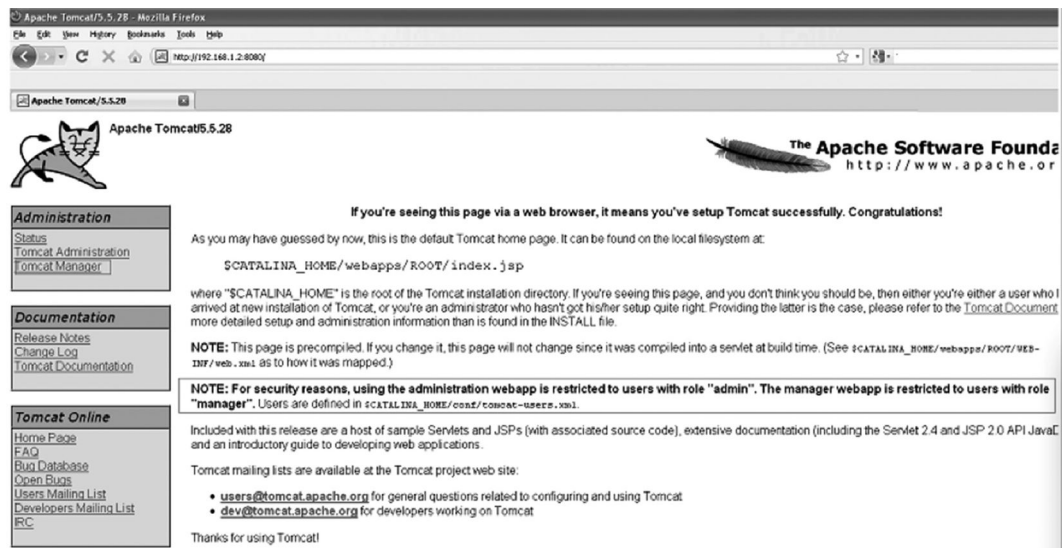 Apache Tomcat/5.5.28 - Mozilla Firefox
File Edit View History Bookmarks Tools Help
http://192.168.1.2:8080/
Apache Tomcat/5.5.28
Apache Tomcat/5.5.28
The Apache Software Founda
http://www.apache.or
Administration
Status
Tomcat Administration
Tomcat Manager
Documentation
Release Notes
Change Log
Tomcat Documentation
Tomcat Online
Home Page
FAQ
Bug Database
Open Bugs
Users Mailing List
Developers Mailing List
IRC
If you're seeing this page via a web browser, it means you've setup Tomcat successfully. Congratulations!
As you may have guessed by now, this is the default Tomcat home page. It can be found on the local filesystem at:
$CATALINA_HOME/webapps/ROOT/index.jsp
where "$CATALINA_HOME" is the root of the Tomcat installation directory. If you're seeing this page, and you don't think you should be, then either you're either a user who
arrived at new installation of Tomcat, or you're an administrator who hasn't got his/her setup quite right. Providing the latter is the case, please refer to the Tomcat Document
more detailed setup and administration information than is found in the INSTALL file.
NOTE: This page is precompiled. If you change it, this page will not change since it was compiled into a servlet at build time. (See $CATALINA_HOME/webapps/ROOT/WEB-
INF/web.xml as to how it was mapped.)
NOTE: For security reasons, using the administration webapp is restricted to users with role "admin". The manager webapp is restricted to users with role
"manager". Users are defined in $CATALINA_HOME/conf/tomcat-users.xml.
Included with this release are a host of sample Servlets and JSPs (with associated source code), extensive documentation (including the Servlet 2.4 and JSP 2.0 API JavaD
and an introductory guide to developing web applications.
Tomcat mailing lists are available at the Tomcat project web site:
• users@tomcat.apache.org for general questions related to configuring and using Tomcat
• dev@tomcat.apache.org for developers working on Tomcat
Thanks for using Tomcat!